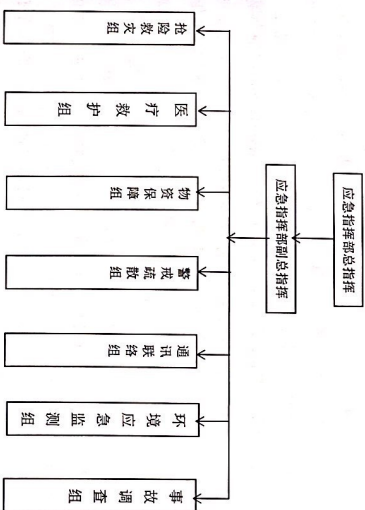 应急指挥部总指挥
应急指挥部副总指挥
抢险救灾组
医疗救护组
物资保障组
警戒疏散组
通讯联络组
环境应急监测组
事故调查组